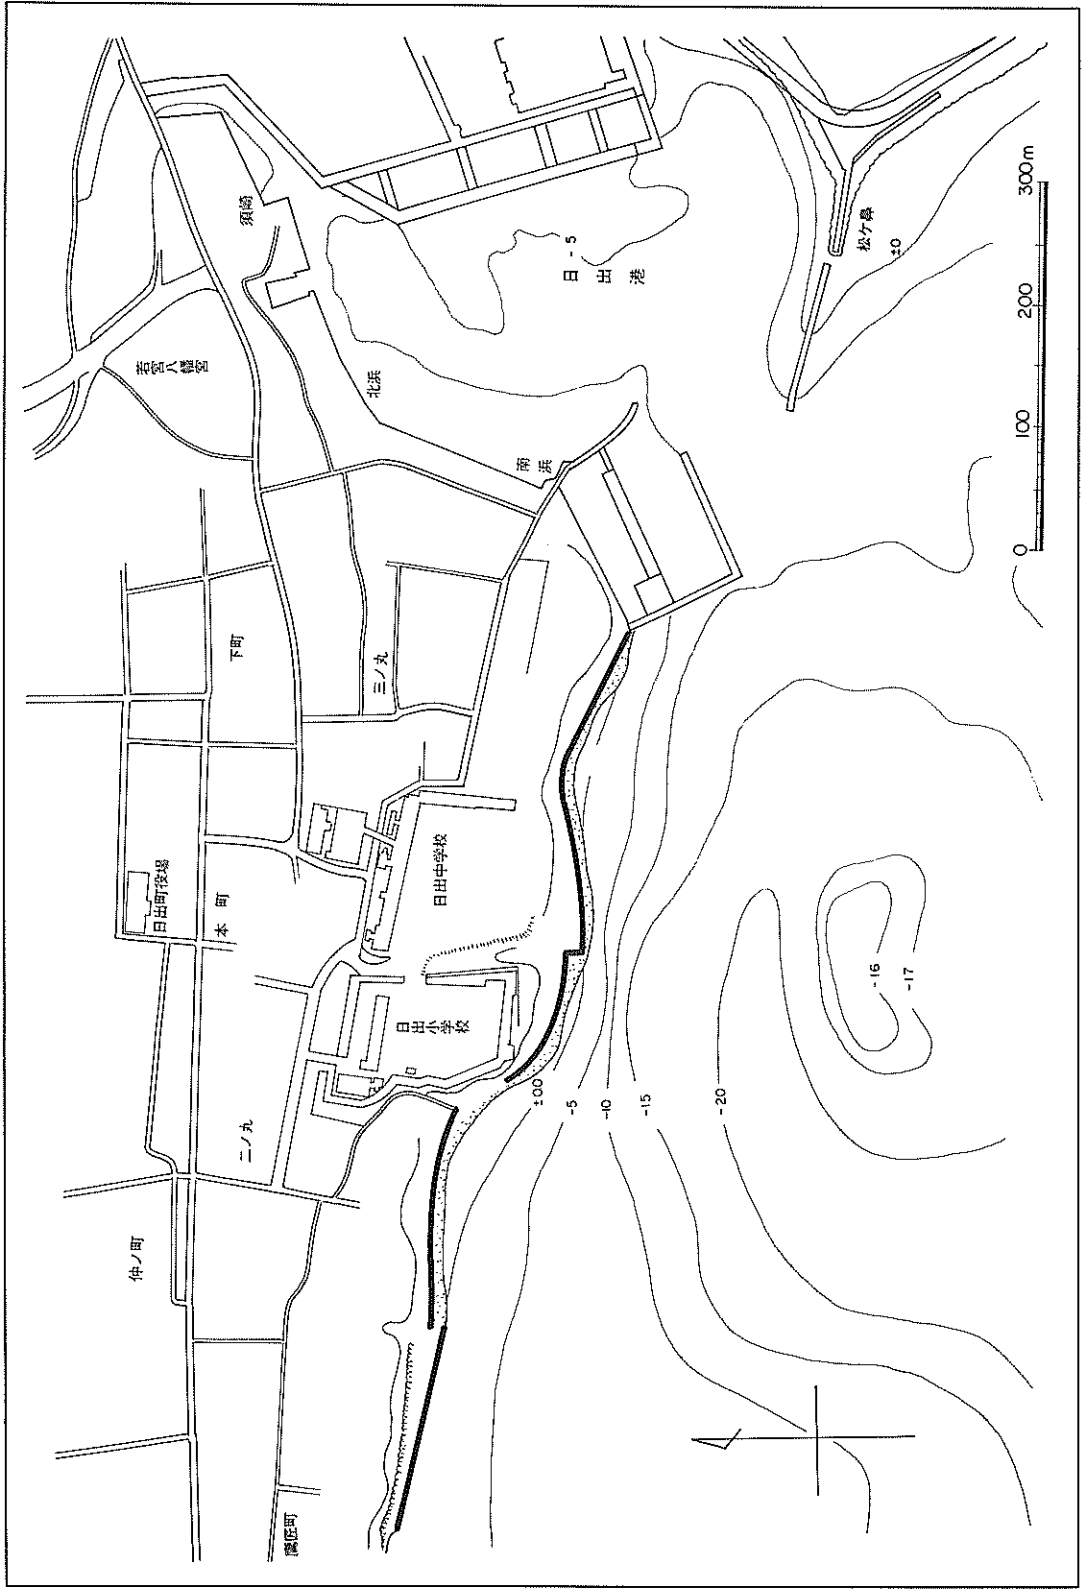 鷹匠町
仲ノ町
二ノ丸
日出町役場
本町
下町
若宮八幡宮
須崎
日出小学校
日出中学校
三ノ丸
北浜
南浜
-5
日出港
松ケ鼻
±0
±00
-5
-10
-15
-20
-16
-17
0
100
200
300m